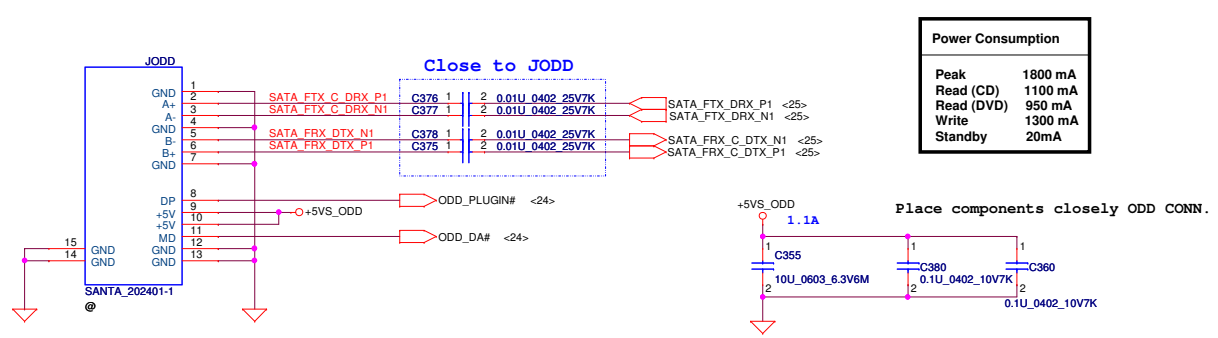 JODD
Close to JODD
Power Consumption
Peak 1800 mA
Read (CD) 1100 mA
Read (DVD) 950 mA
Write 1300 mA
Standby 20mA
GND 1
A+ 2 SATA_FTX_C_DRX_P1 C376 1 2 0.01U_0402_25V7K SATA_FTX_DRX_P1 <25>
A- 3 SATA_FTX_C_DRX_N1 C377 1 2 0.01U_0402_25V7K SATA_FTX_DRX_N1 <25>
GND 4
B- 5 SATA_FRX_DTX_N1 C378 1 2 0.01U_0402_25V7K SATA_FRX_C_DTX_N1 <25>
B+ 6 SATA_FRX_DTX_P1 C375 1 2 0.01U_0402_25V7K SATA_FRX_C_DTX_P1 <25>
GND 7
DP 8 ODD_PLUGIN# <24>
+5V 9 +5VS_ODD
+5V 10
MD 11 ODD_DA# <24>
15 GND GND 12
14 GND GND 13
SANTA_202401-1
@
+5VS_ODD
1.1A
Place components closely ODD CONN.
1 1 1
C355
C380 C360
10U_0603_6.3V6M 0.1U_0402_10V7K
2 2 2
0.1U_0402_10V7K